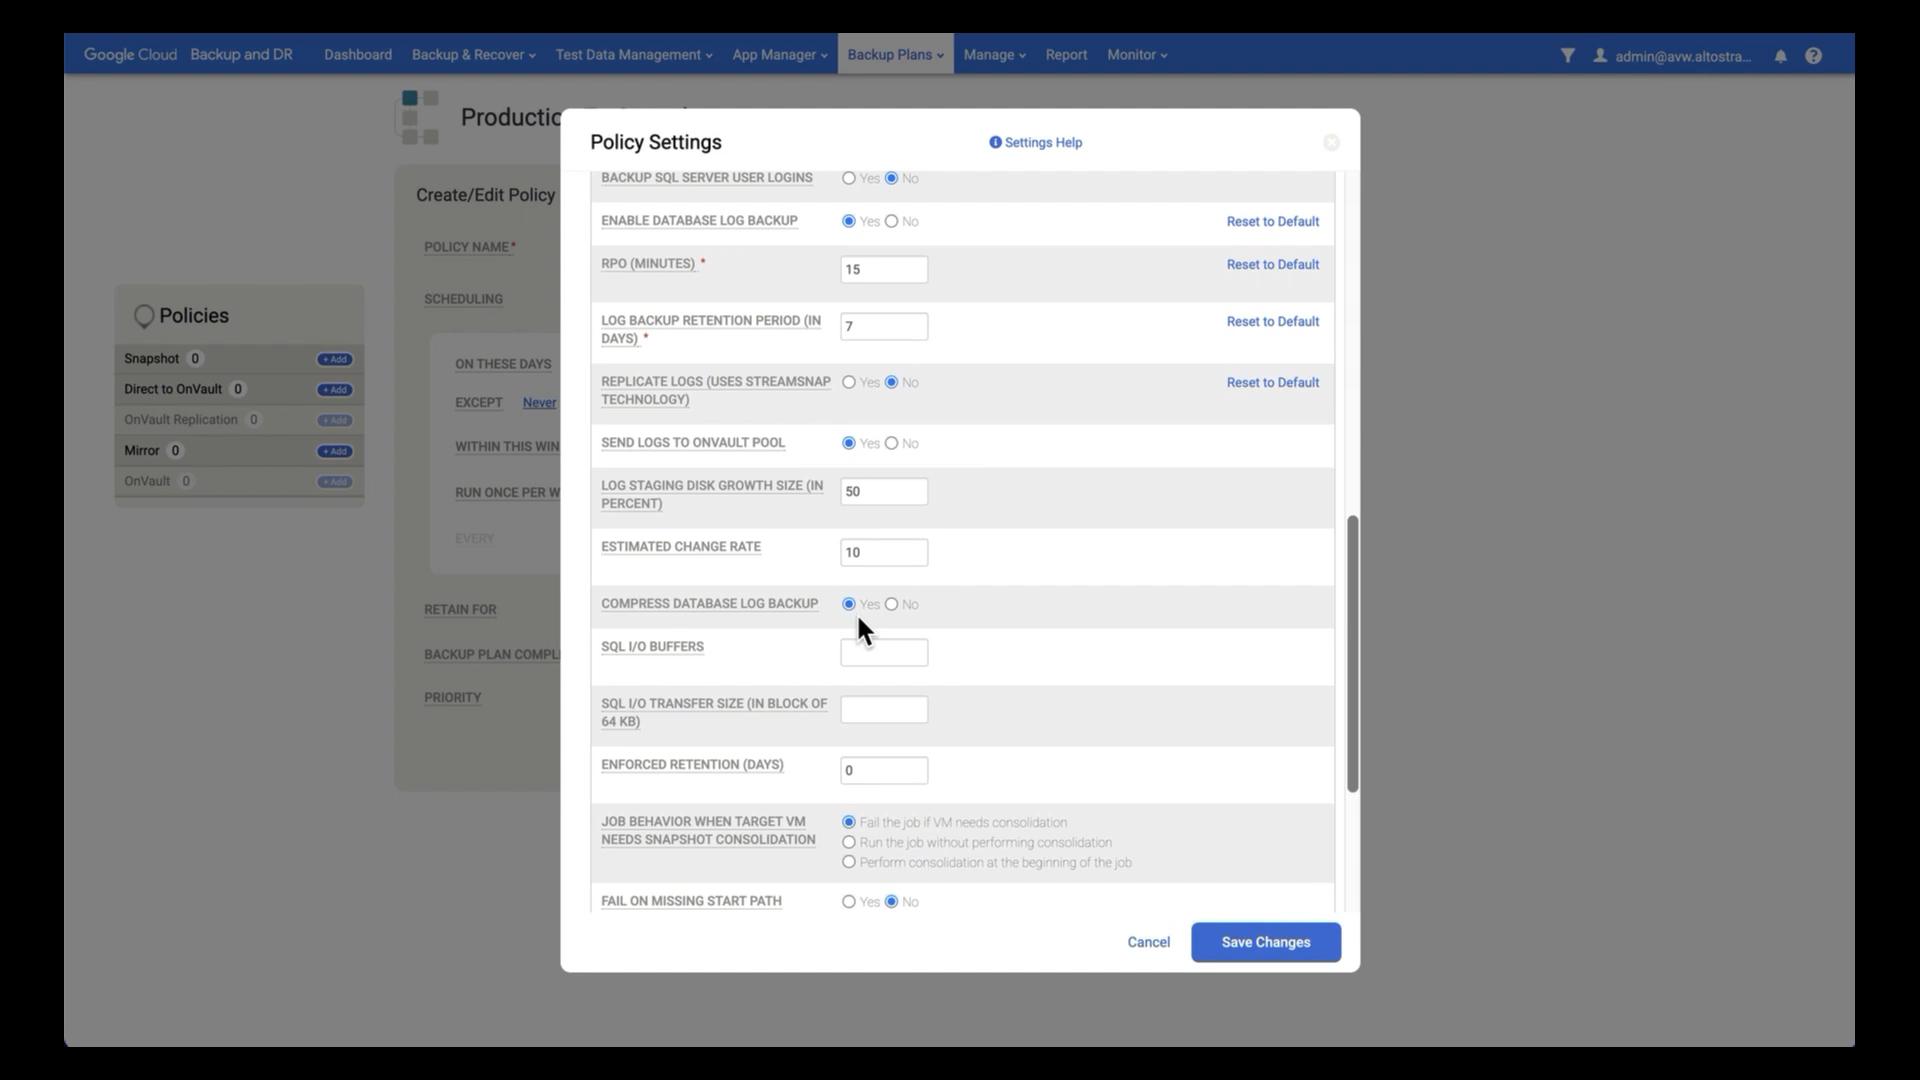 Google Cloud Backup and DR Dashboard Backup & Recover Test Data Management App Manager Backup Plans Manage Report Monitor admin@avw.altostra...
Policy Settings
Settings Help
Create/Edit Policy
POLICY NAME*
SCHEDULING
ON THESE DAYS
EXCEPT Never
WITHIN THIS WIN
RUN ONCE PER W
EVERY
RETAIN FOR
BACKUP PLAN COMPL
PRIORITY
Policies
Snapshot 0 + Add
Direct to OnVault 0 + Add
OnVault Replication 0 + Add
Mirror 0 + Add
OnVault 0 + Add
BACKUP SQL SERVER USER LOGINS Yes No
ENABLE DATABASE LOG BACKUP Yes No Reset to Default
RPO (MINUTES) * 15 Reset to Default
LOG BACKUP RETENTION PERIOD (IN
DAYS) * 7 Reset to Default
REPLICATE LOGS (USES STREAMSNAP
TECHNOLOGY) Yes No Reset to Default
SEND LOGS TO ONVAULT POOL Yes No
LOG STAGING DISK GROWTH SIZE (IN
PERCENT) 50
ESTIMATED CHANGE RATE 10
COMPRESS DATABASE LOG BACKUP Yes No
SQL I/O BUFFERS
SQL I/O TRANSFER SIZE (IN BLOCK OF
64 KB)
ENFORCED RETENTION (DAYS) 0
JOB BEHAVIOR WHEN TARGET VM
NEEDS SNAPSHOT CONSOLIDATION
Fail the job if VM needs consolidation
Run the job without performing consolidation
Perform consolidation at the beginning of the job
FAIL ON MISSING START PATH Yes No
Cancel Save Changes